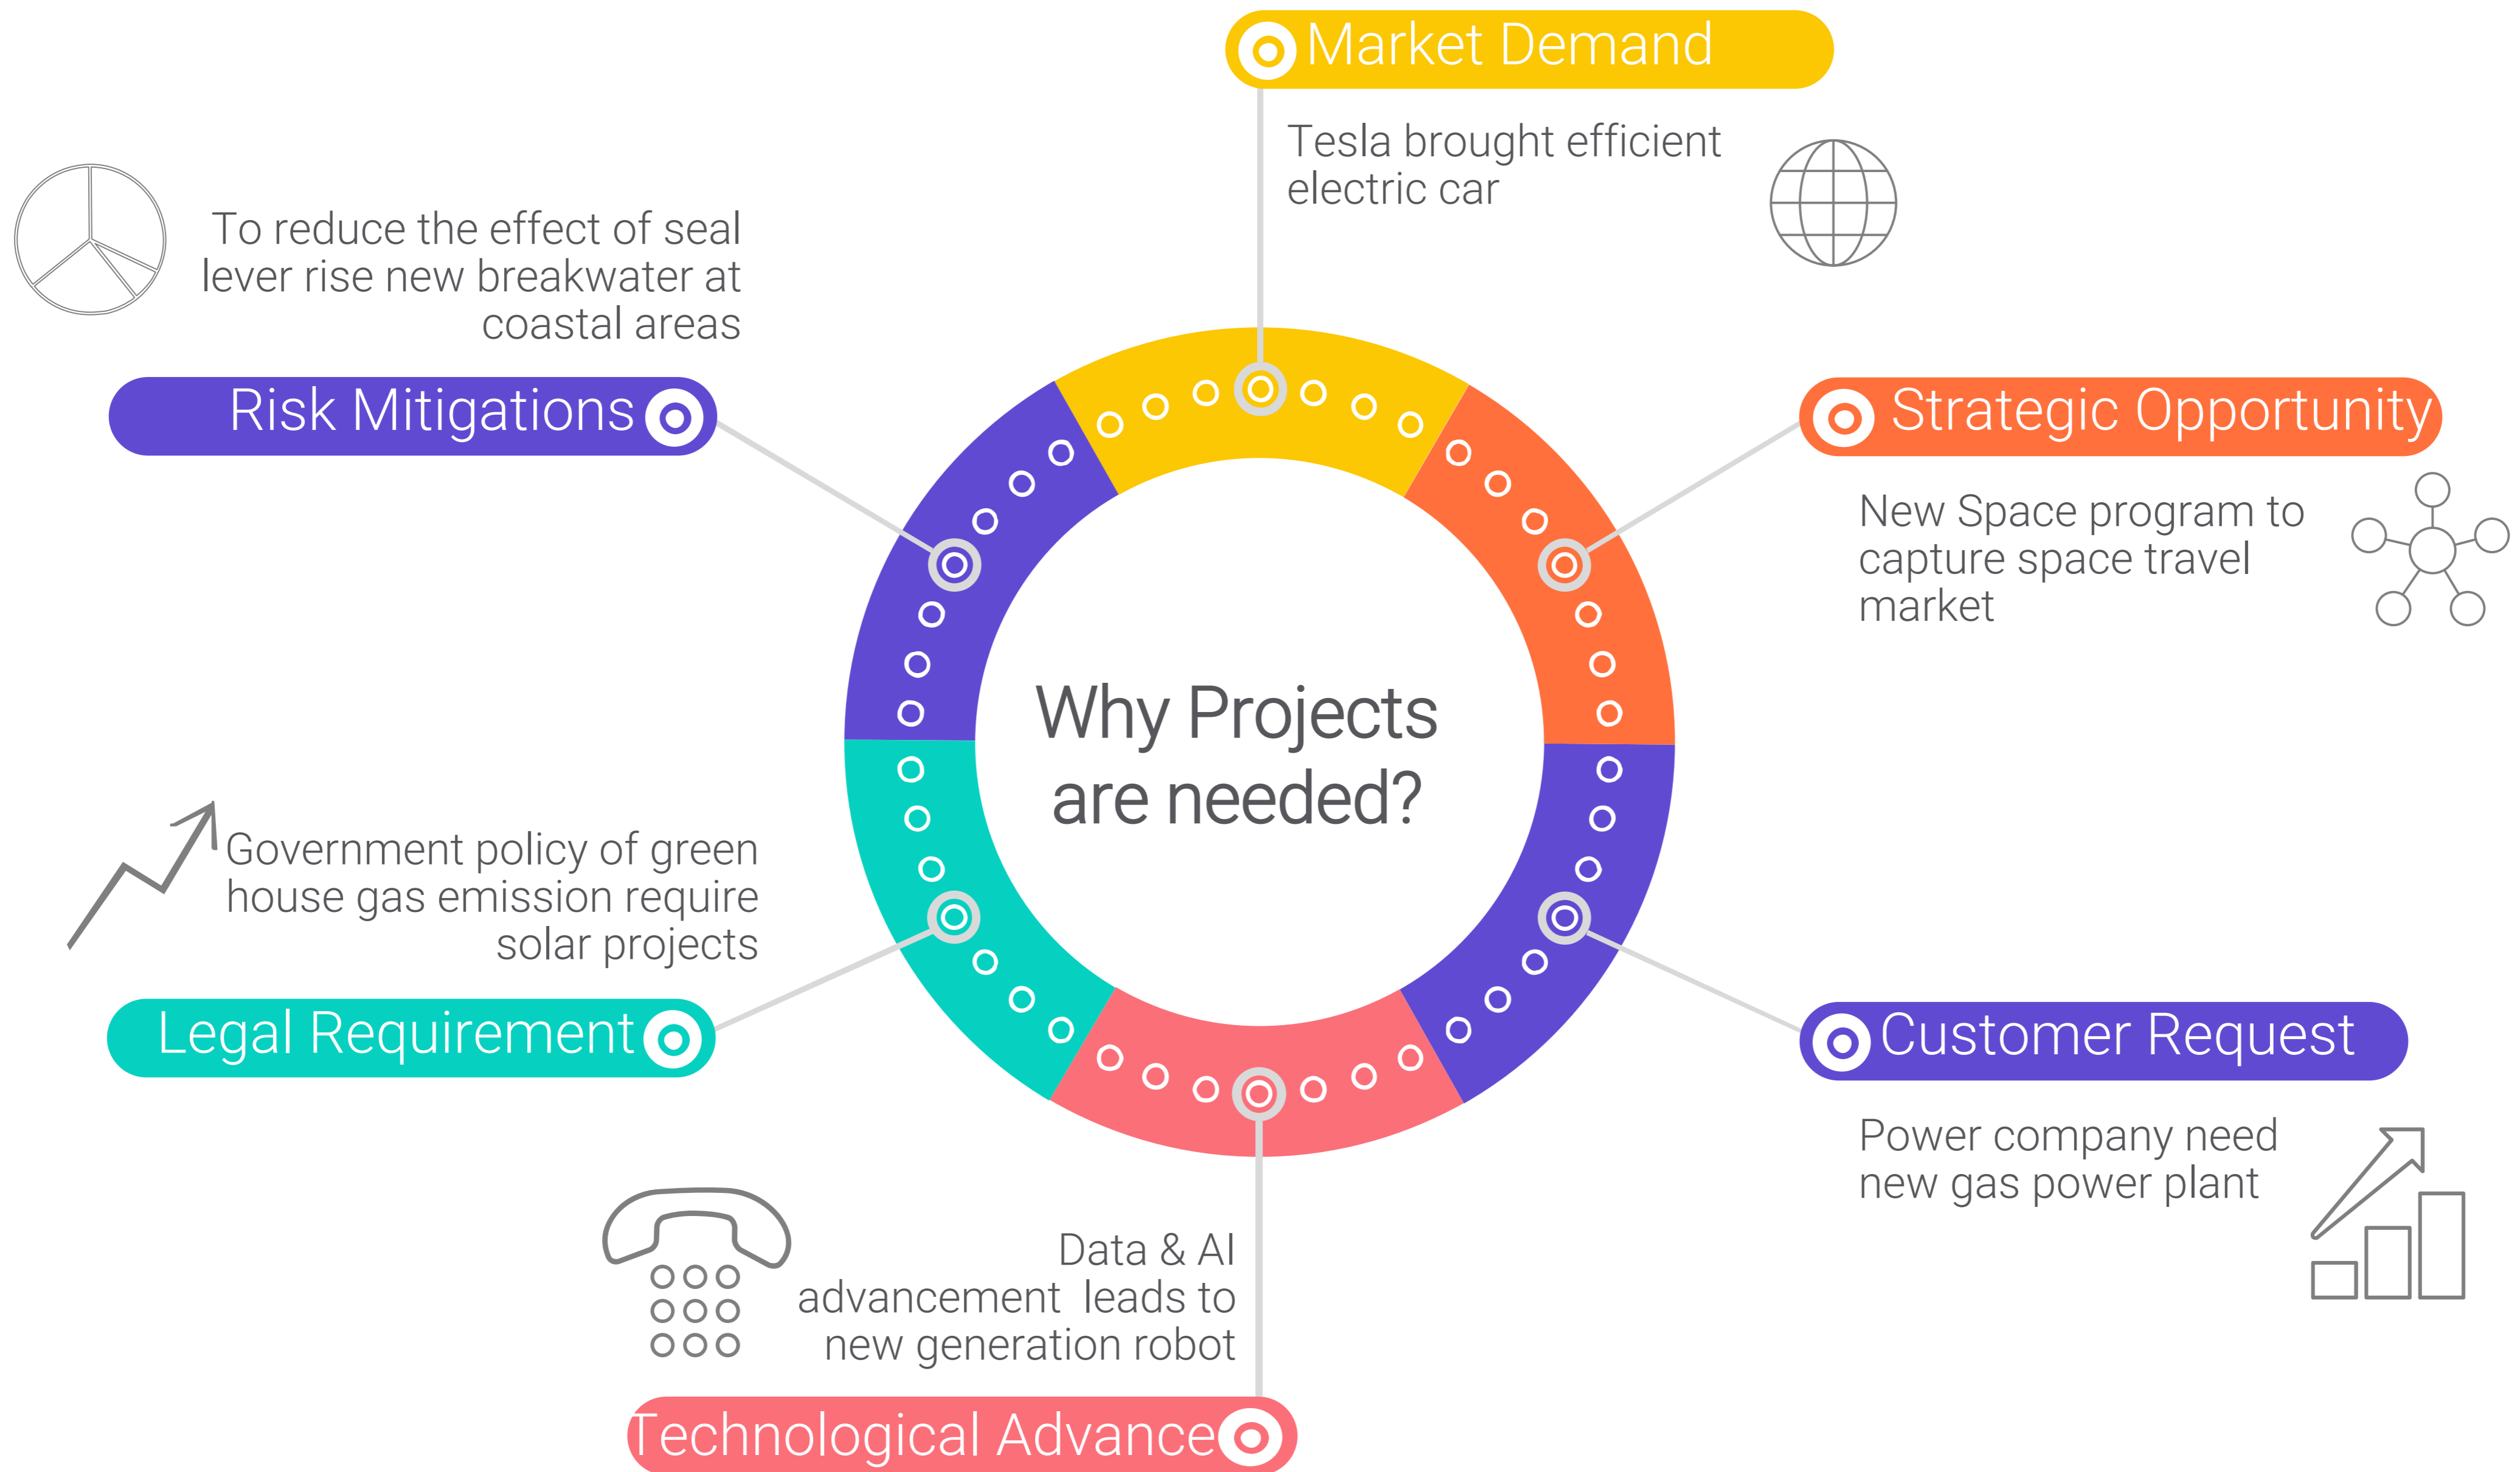 Market Demand
Tesla brought efficient
electric car
To reduce the effect of seal
lever rise new breakwater at
coastal areas
Risk Mitigations
Strategic Opportunity
New Space program to
capture space travel
market
Why Projects
are needed?
Government policy of green
house gas emission require
solar projects
Legal Requirement
Customer Request
Power company need
new gas power plant
Data & AI
advancement  leads to
new generation robot
Technological Advance